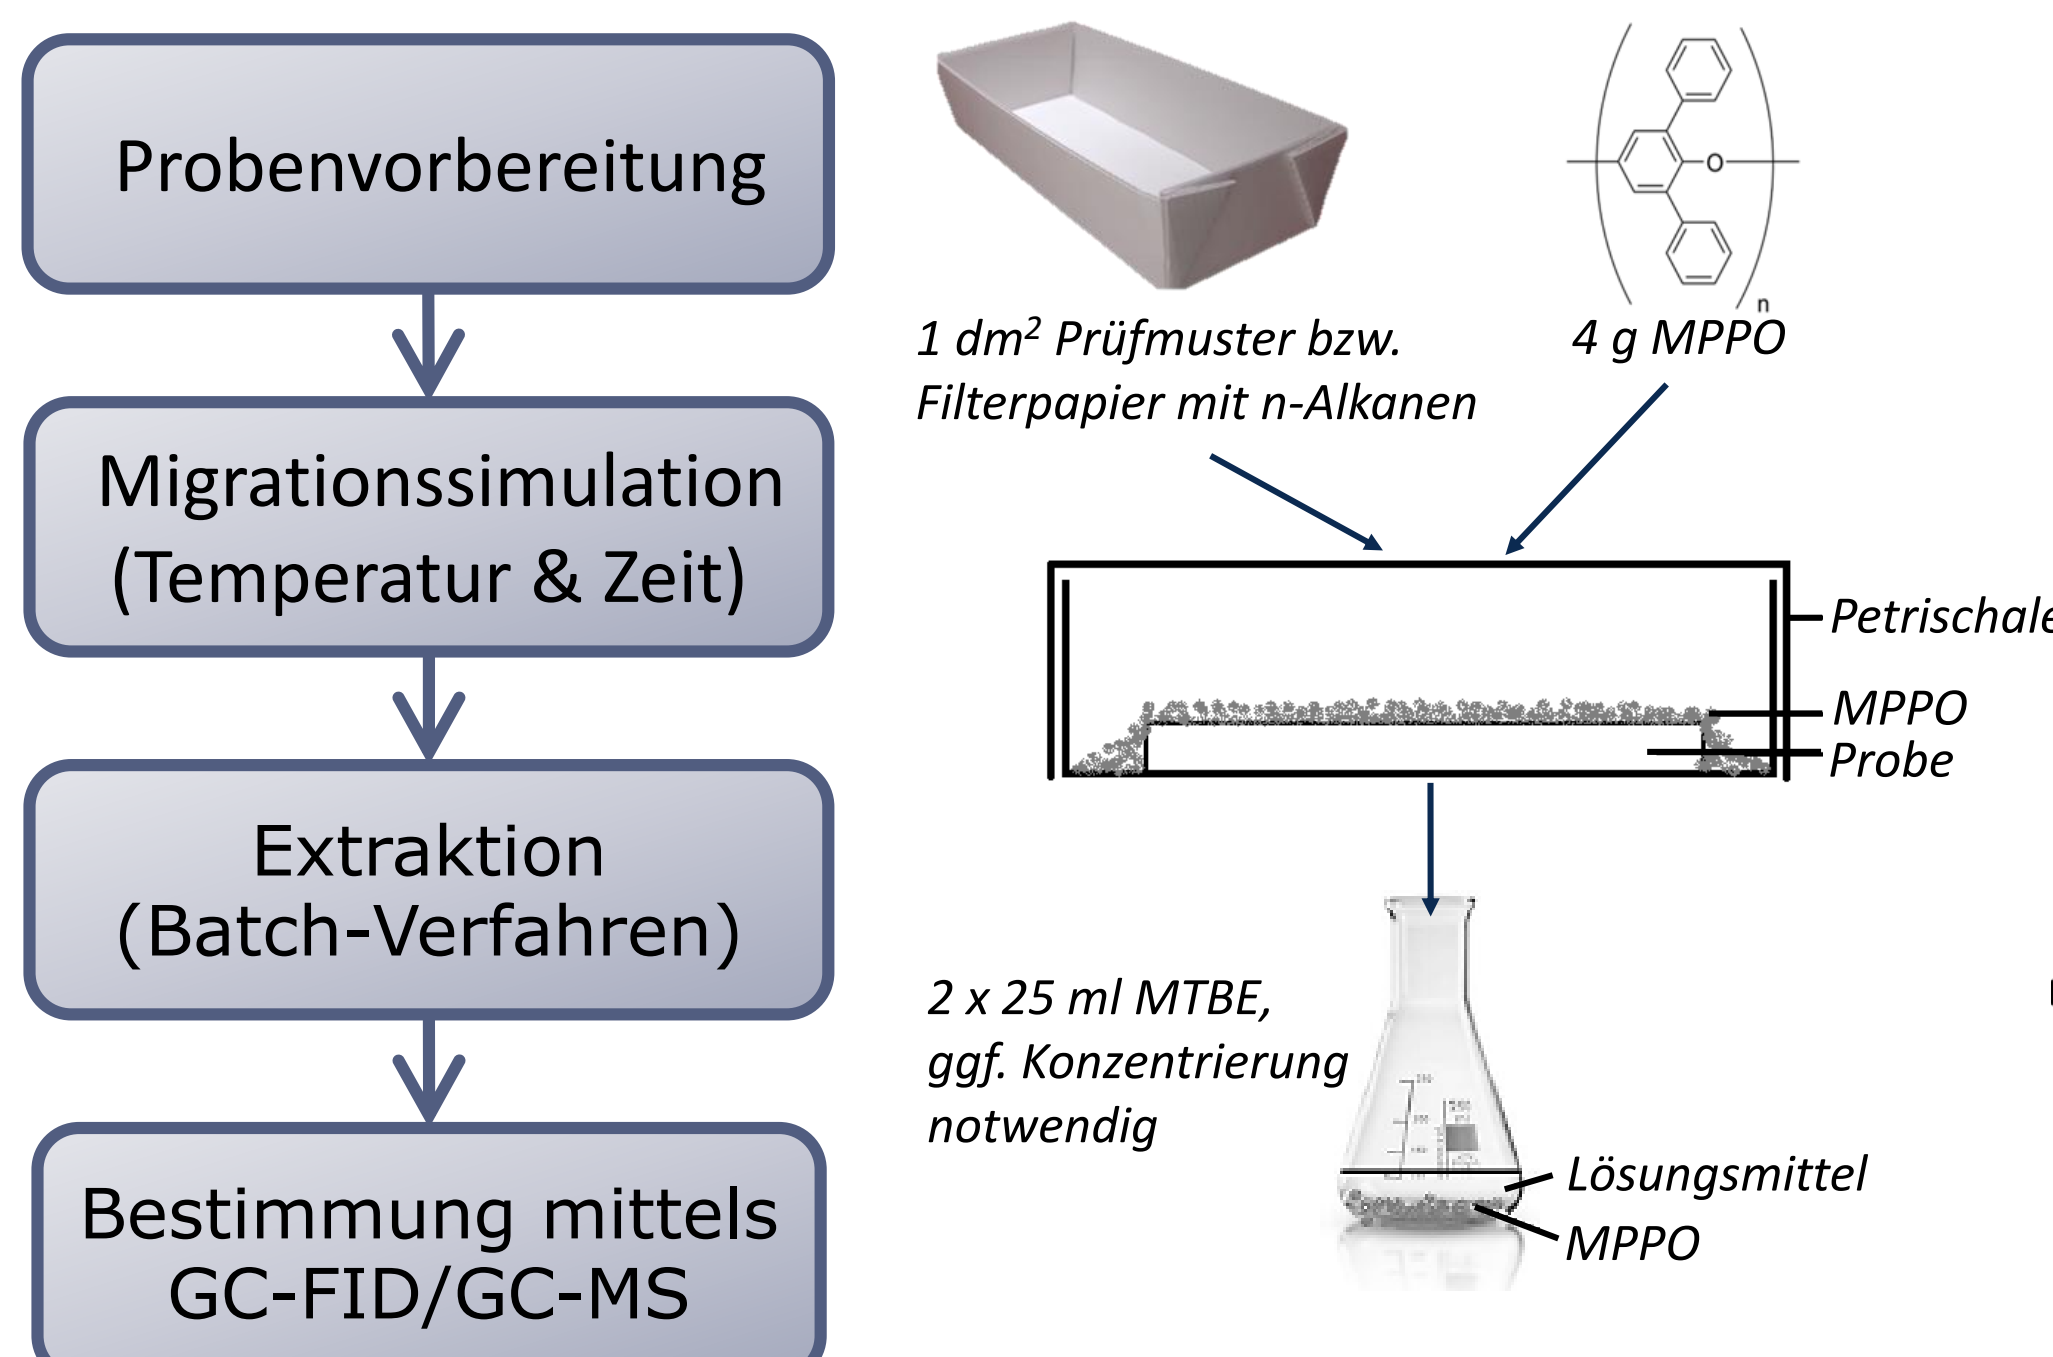 Probenvorbereitung
Migrationssimulation
(Temperatur & Zeit)
Extraktion
(Batch-Verfahren)
Bestimmung mittels
GC-FID/GC-MS
O
n
1 dm² Prüfmuster bzw.
Filterpapier mit n-Alkanen
4 g MPPO
Petrischale
MPPO
Probe
2 x 25 ml MTBE,
ggf. Konzentrierung
notwendig
Lösungsmittel
MPPO